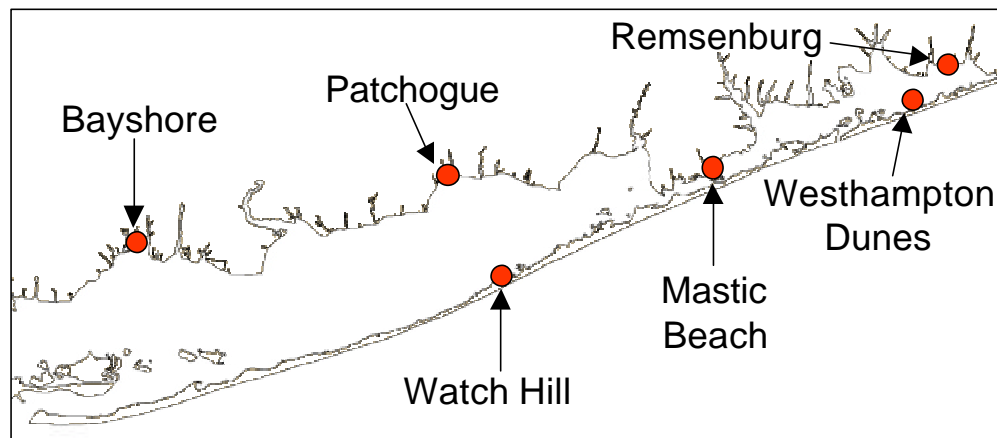 Remsenburg
Patchogue
Bayshore
Westhampton
Dunes
Mastic
Beach
Watch Hill